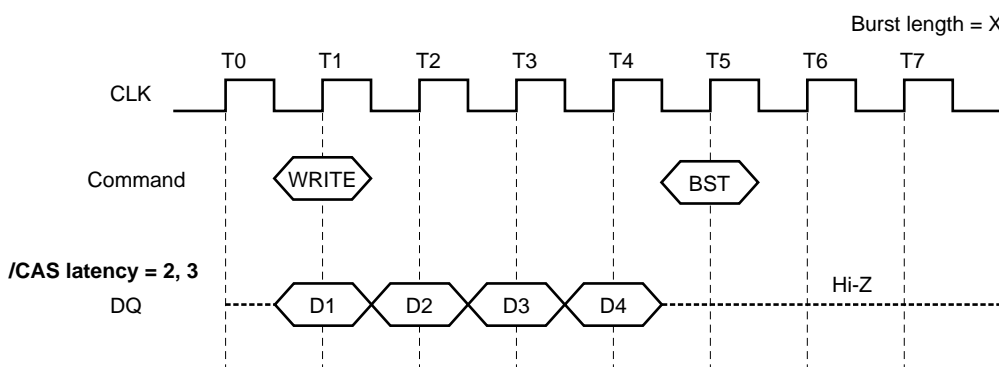 Burst length = X
T0 T1 T2 T3 T4 T5 T6 T7
CLK
Command WRITE BST
/CAS latency = 2, 3
Hi-Z
DQ D1 D2 D3 D4